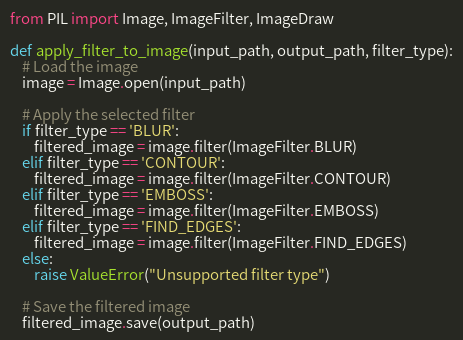 from PIL import Image, ImageFilter, ImageDraw

def apply_filter_to_image(input_path, output_path, filter_type):
    # Load the image
    image = Image.open(input_path)

    # Apply the selected filter
    if filter_type == 'BLUR':
        filtered_image = image.filter(ImageFilter.BLUR)
    elif filter_type == 'CONTOUR':
        filtered_image = image.filter(ImageFilter.CONTOUR)
    elif filter_type == 'EMBOSS':
        filtered_image = image.filter(ImageFilter.EMBOSS)
    elif filter_type == 'FIND_EDGES':
        filtered_image = image.filter(ImageFilter.FIND_EDGES)
    else:
        raise ValueError("Unsupported filter type")

    # Save the filtered image
    filtered_image.save(output_path)